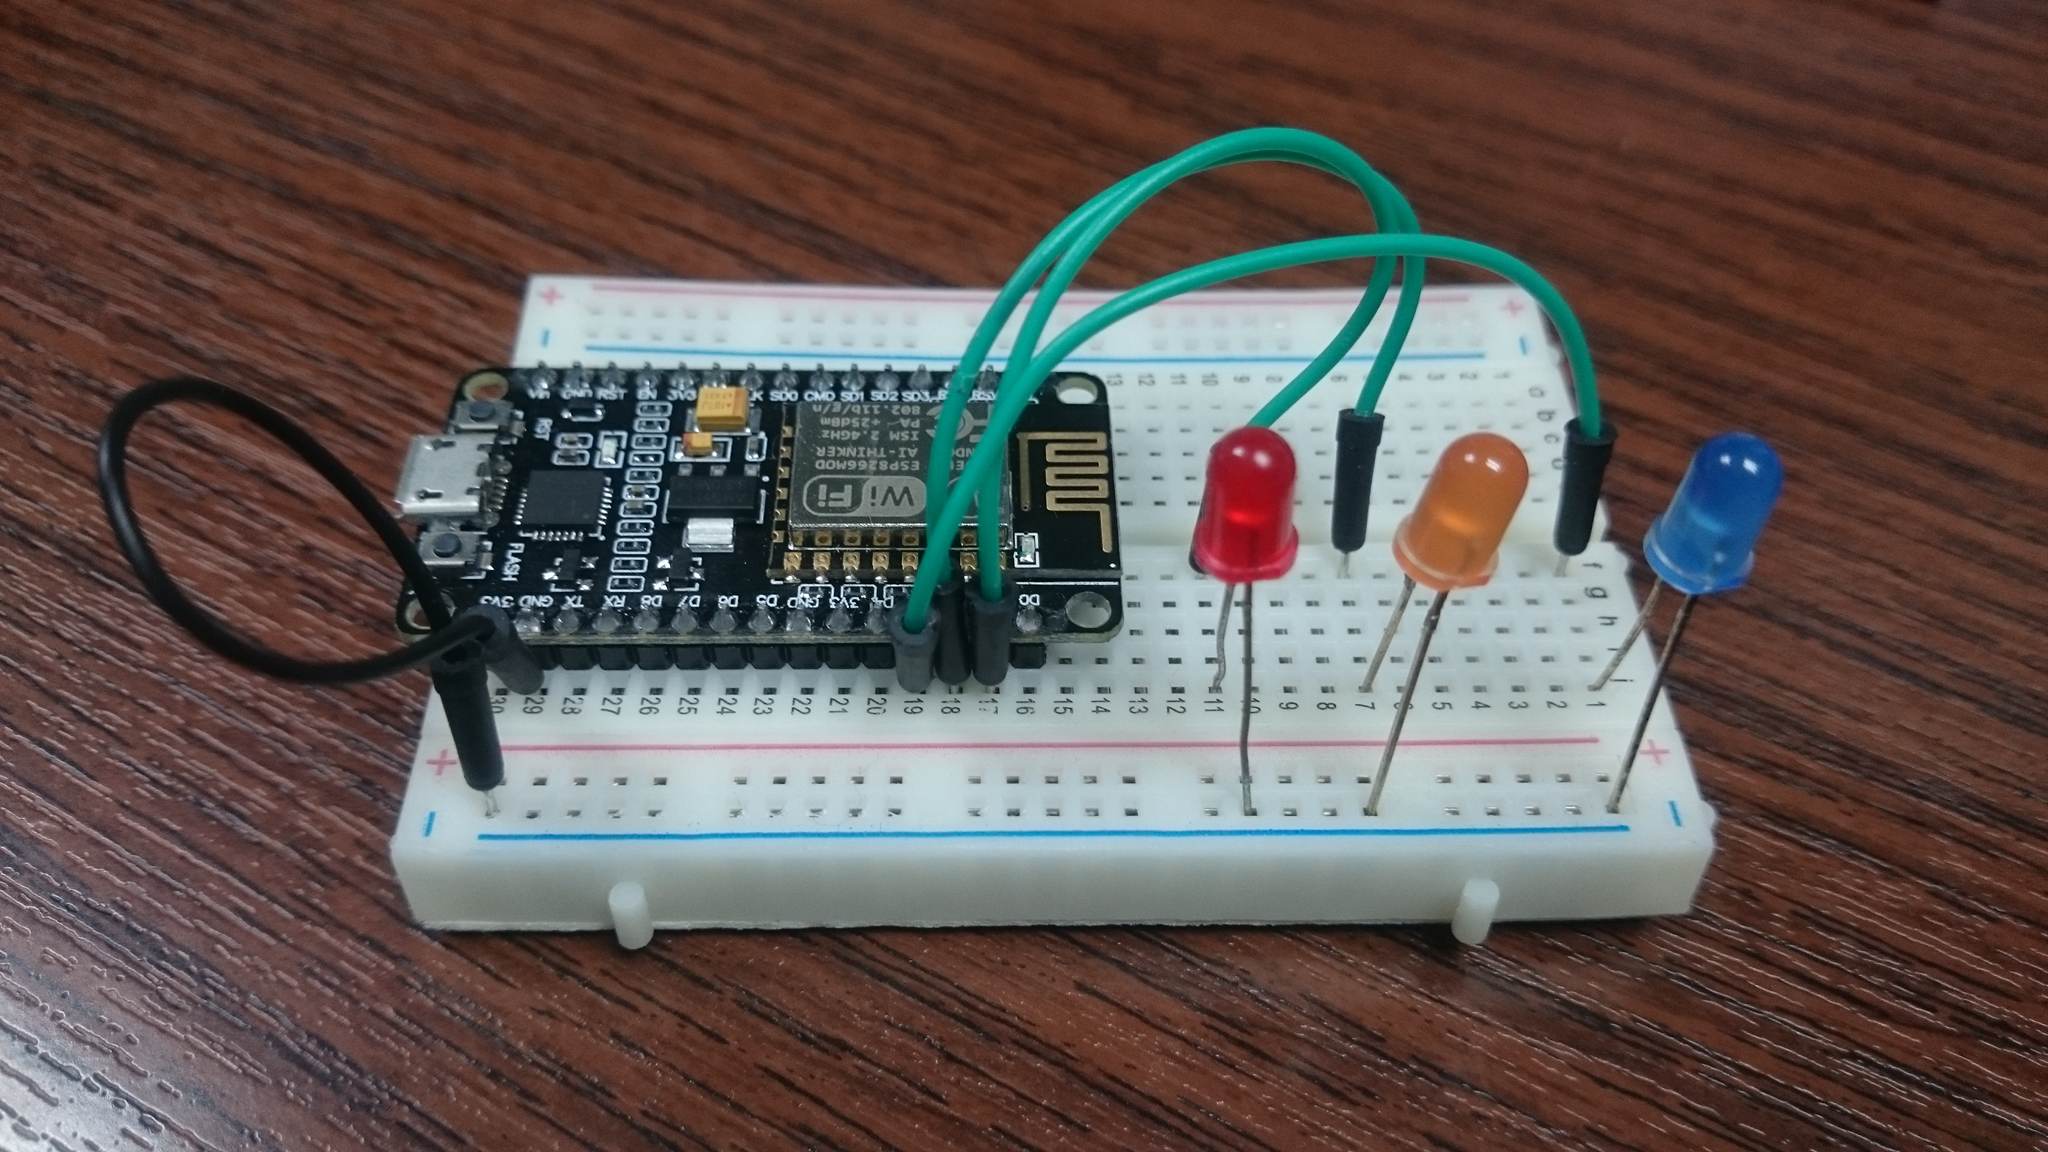 + +
- -
Vin GND RST EN 3V3 SD0 CMD SD1 SD2 SD3
13 12 11 10 9 8 6 4 3 2 1
a
b
c
RST
802.11b/g/n
PA +25dBm
ISM 2.4GHz
AI-THINKER
ESP8266MOD
WiFi
FLASH
3V3 GND TX RX D8 D7 D6 D5 GND 3V3 D4 D0
f
g
h
i
j
30 29 28 27 26 25 24 23 22 21 20 19 18 17 16 15 14 13 12 11 10 9 8 7 6 5 4 3 2 1
+ +
- -